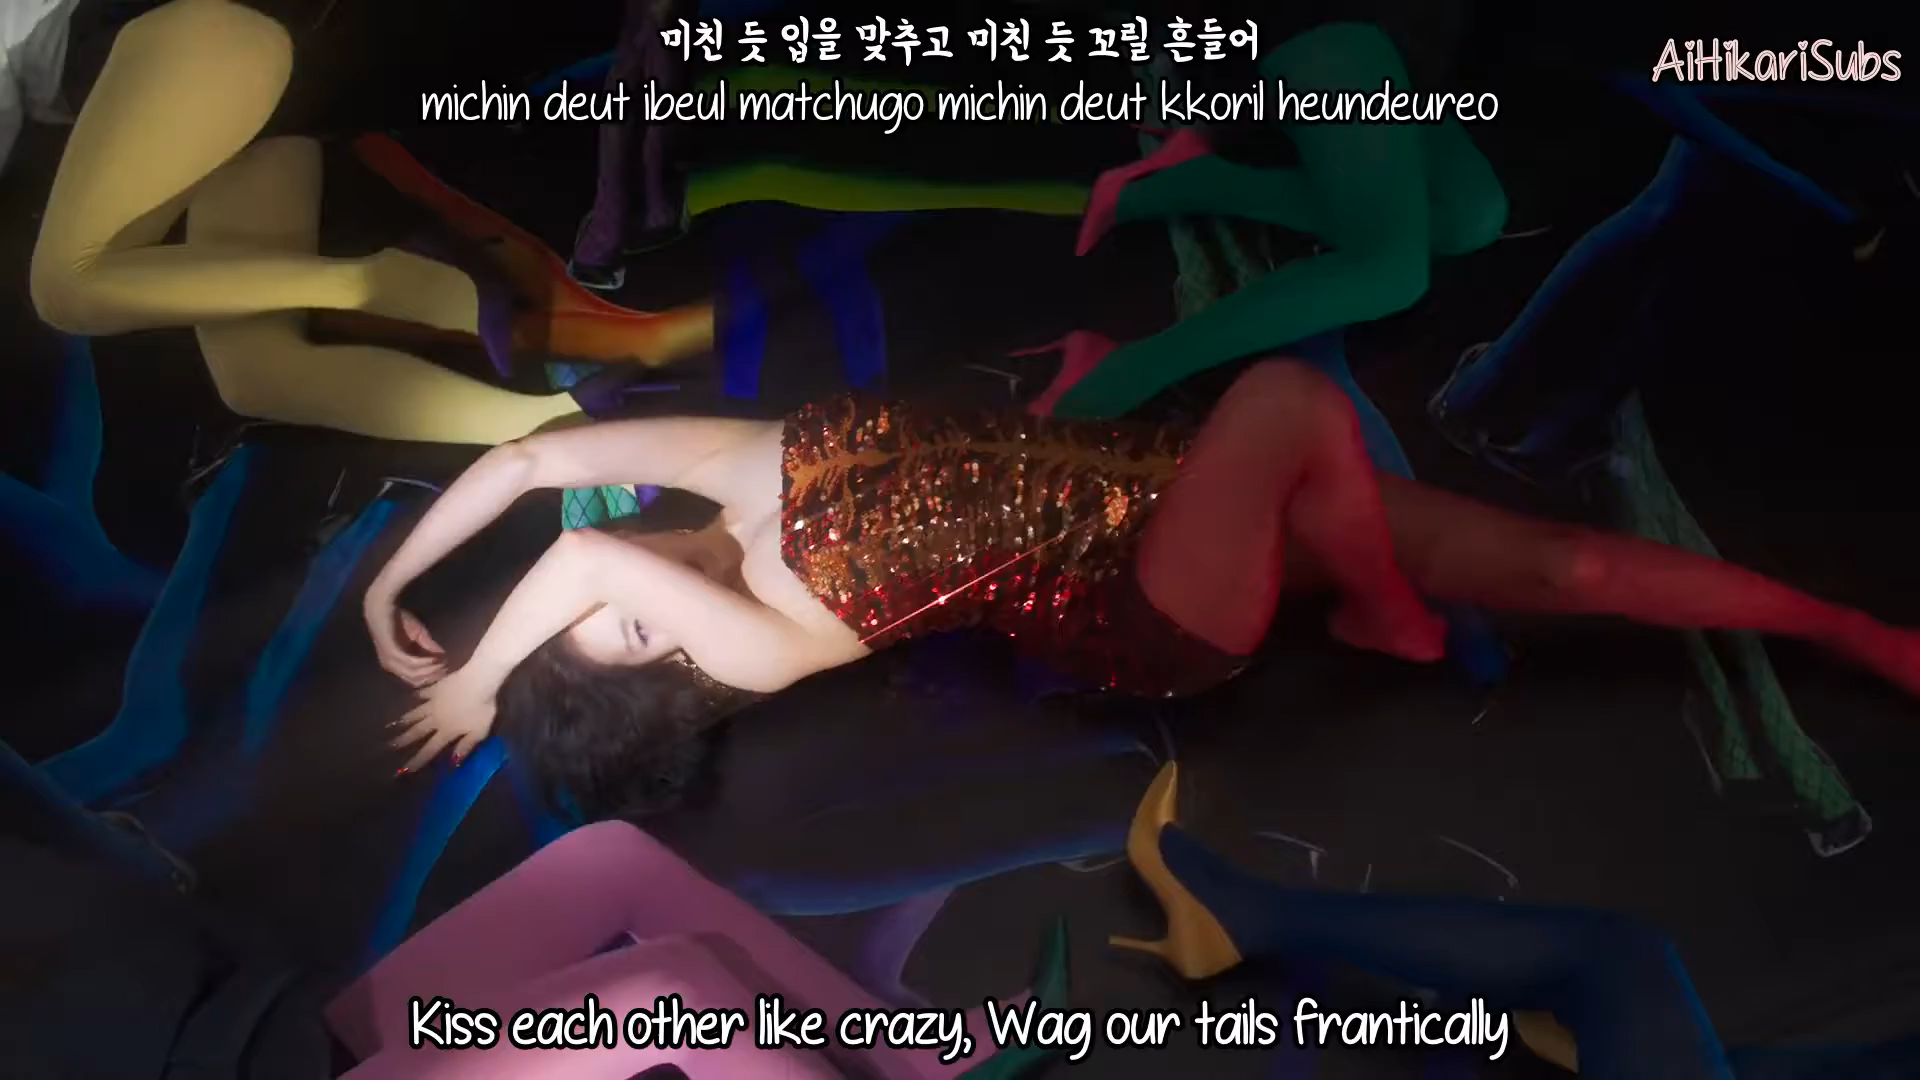 미친 듯 입을 맞추고 미친 듯 꼬릴 흔들어
AiHikariSubs
michin deut ibeul matchugo michin deut kkoril heundeureo
Kiss each other like crazy, Wag our tails frantically